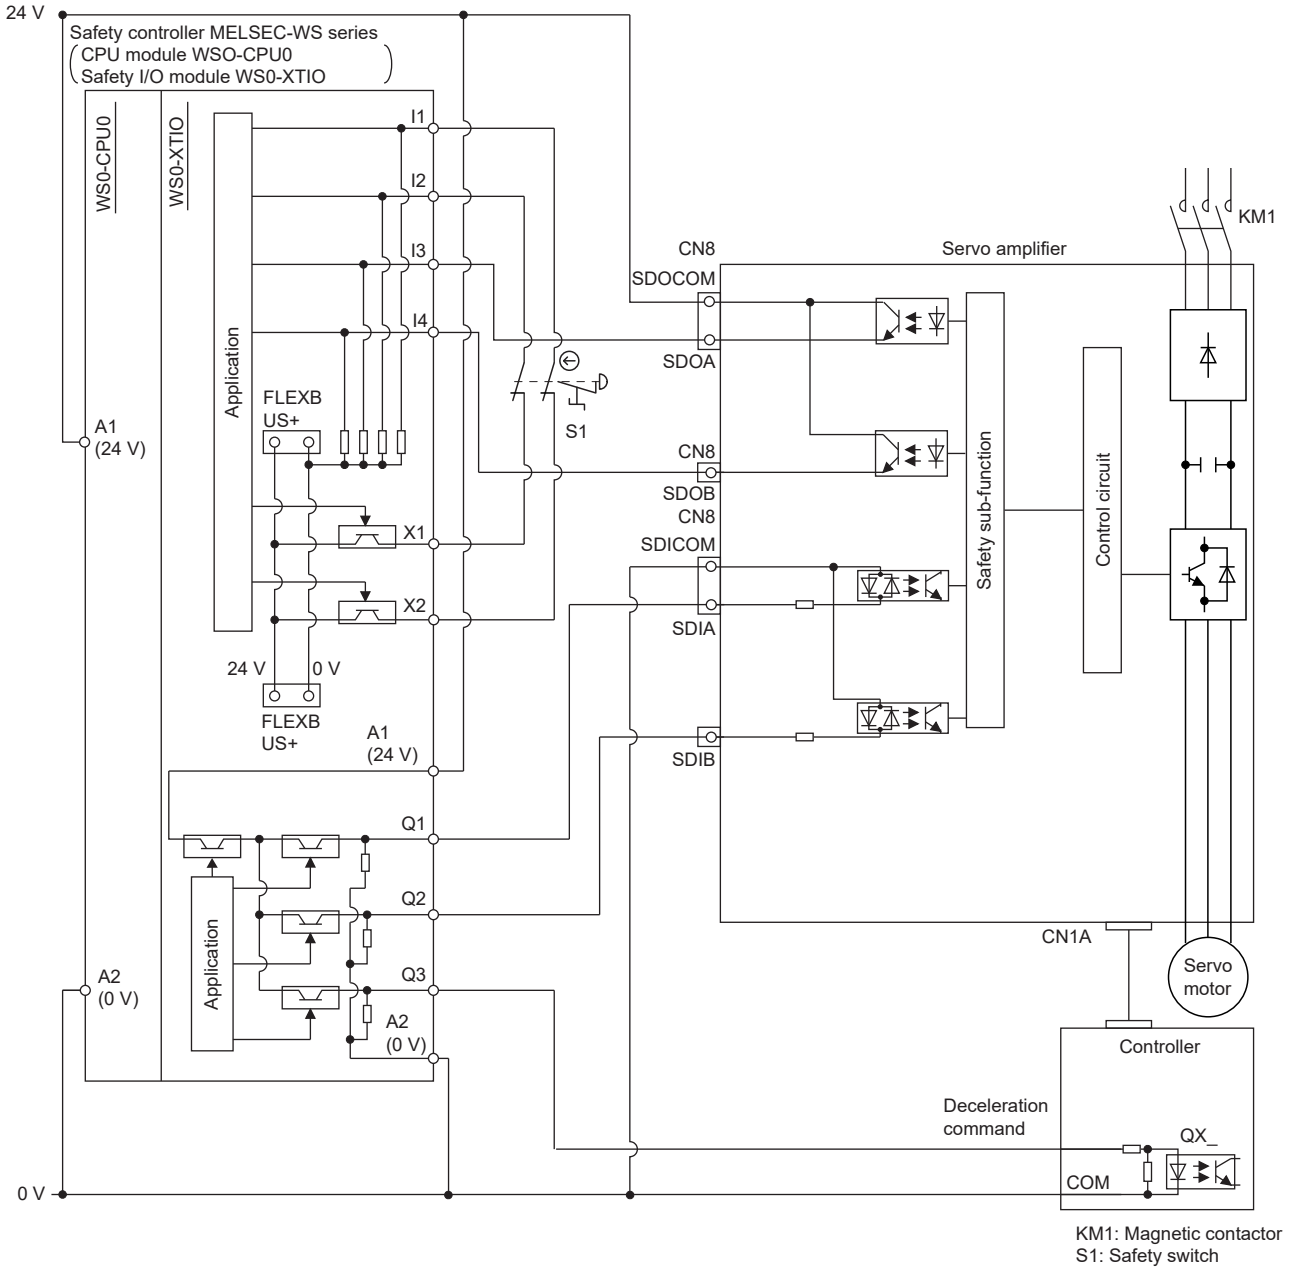 24 V
Safety controller MELSEC-WS series
CPU module WSO-CPU0
Safety I/O module WS0-XTIO
WS0-CPU0
WS0-XTIO
I1
I2
I3
I4
Application
FLEXB
US+
A1
(24 V)
X1
X2
24 V
0 V
FLEXB
US+
A1
(24 V)
Q1
Q2
Q3
Application
A2
(0 V)
A2
(0 V)
0 V
S1
CN8
SDOCOM
SDOA
CN8
SDOB
CN8
SDICOM
SDIA
SDIB
Servo amplifier
Safety sub-function
Control circuit
KM1
CN1A
Servo
motor
Controller
Deceleration
command
QX_
COM
KM1: Magnetic contactor
S1: Safety switch